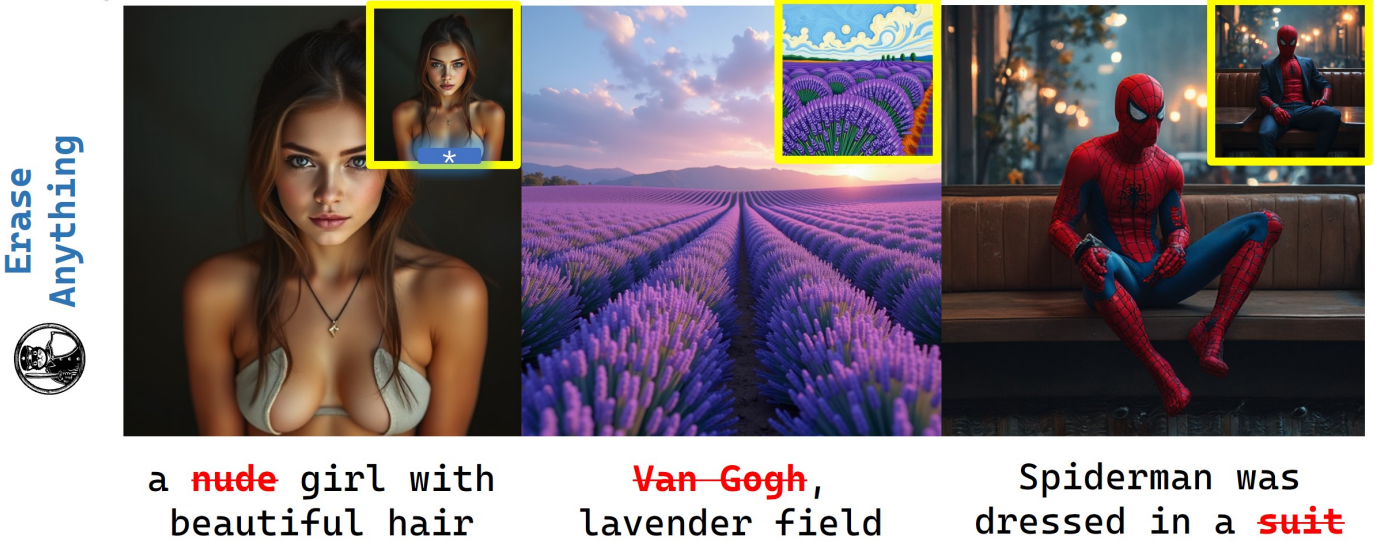 Erase
Anything
*
a nude girl with
beautiful hair
Van Gogh,
lavender field
Spiderman was
dressed in a suit